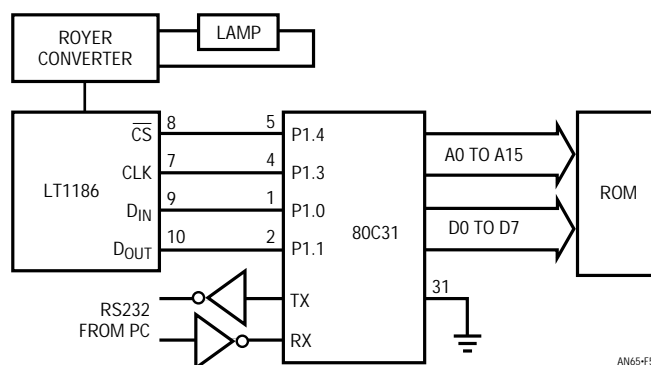 ROYER
CONVERTER
LAMP
LT1186
CS
CLK
DIN
DOUT
8
7
9
10
5
4
1
2
P1.4
P1.3
P1.0
P1.1
80C31
TX
RX
31
A0 TO A15
D0 TO D7
ROM
RS232
FROM PC